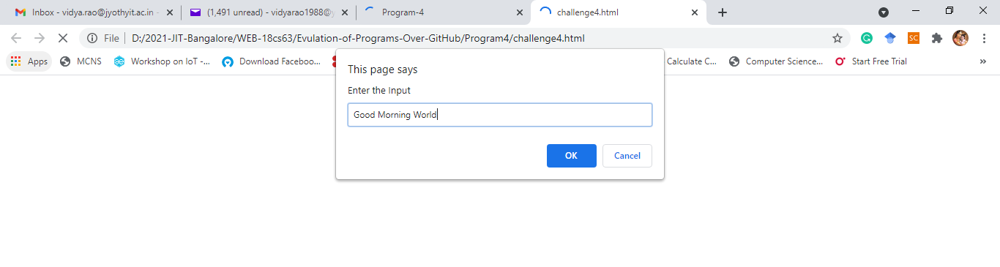 Inbox - vidya.rao@jyothyit.ac.in -
(1,491 unread) - vidyarao1988@y
Program-4
challenge4.html
File | D:/2021-JIT-Bangalore/WEB-18cs63/Evulation-of-Programs-Over-GitHub/Program4/challenge4.html
SC
Apps
MCNS
Workshop on IoT -...
Download Faceboo...
Calculate C...
Computer Science...
Start Free Trial
»
This page says
Enter the Input
Good Morning World
OK
Cancel